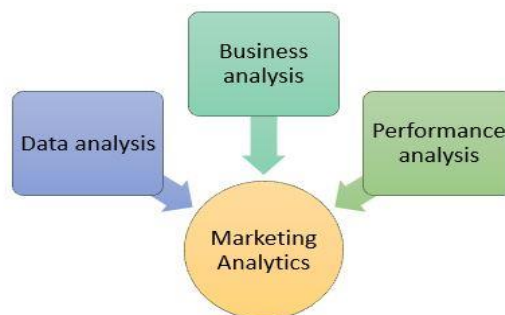 Business
analysis
Data analysis
Performance
analysis
Marketing
Analytics